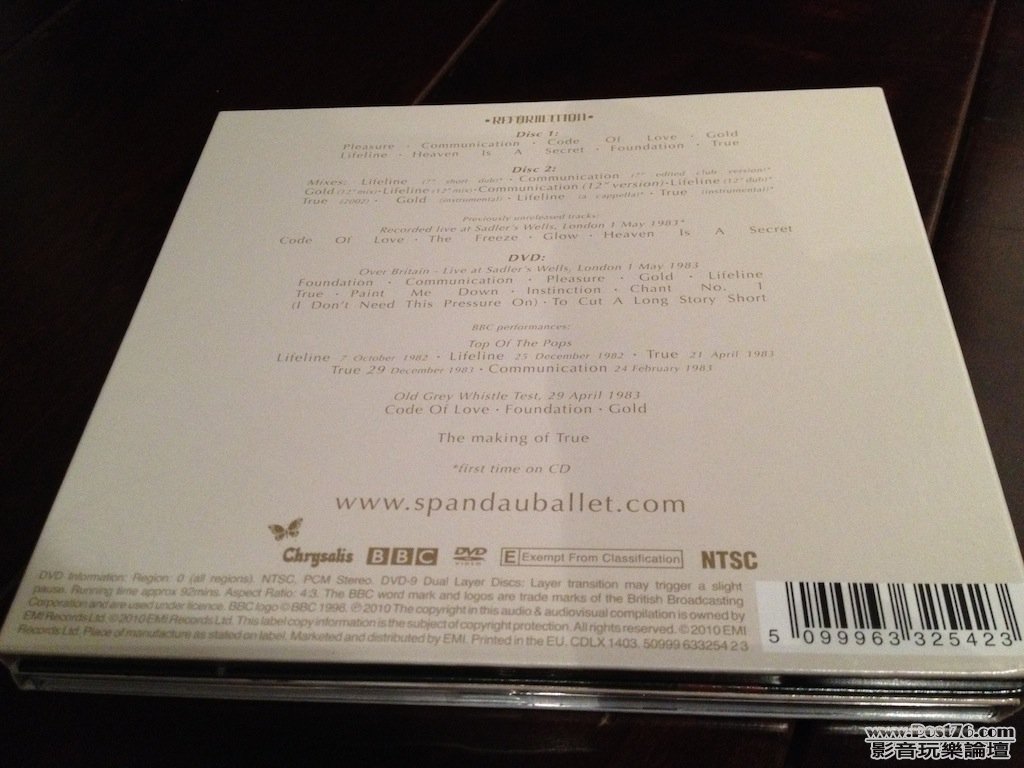 •REFORMATION•
Disc 1:
Pleasure · Communication · Code Of Love · Gold
Lifeline · Heaven Is A Secret · Foundation · True
Disc 2:
Mixes: Lifeline (7" short dub)* · Communication (7" edited club version)*
Gold (12" mix)·Lifeline (12" mix)·Communication (12" version)·Lifeline (12" dub)*
True (2002) · Gold (instrumental) · Lifeline (a cappella)* · True (instrumental)*
Previously unreleased tracks:
Recorded live at Sadler's Wells, London 1 May 1983*
Code Of Love · The Freeze · Glow · Heaven Is A Secret
DVD:
Over Britain - Live at Sadler's Wells, London 1 May 1983
Foundation · Communication · Pleasure · Gold · Lifeline
True · Paint Me Down · Instinction · Chant No. 1
(I Don't Need This Pressure On) · To Cut A Long Story Short
BBC performances:
Top Of The Pops
Lifeline 7 October 1982 · Lifeline 25 December 1982 · True 21 April 1983
True 29 December 1983 · Communication 24 February 1983
Old Grey Whistle Test, 29 April 1983
Code Of Love · Foundation · Gold
The making of True
*first time on CD
www.spandauballet.com
Chrysalis BBC DVD VIDEO E Exempt From Classification NTSC
DVD Information: Region: 0 (all regions). NTSC, PCM Stereo. DVD-9 Dual Layer Discs: Layer transition may trigger a slight
pause. Running time approx 92mins. Aspect Ratio: 4:3. The BBC word mark and logos are trade marks of the British Broadcasting
Corporation and are used under licence. BBC logo © BBC 1996. ℗ 2010 The copyright in this audio & audiovisual compilation is owned by
EMI Records Ltd. © 2010 EMI Records Ltd. This label copy information is the subject of copyright protection. All rights reserved. © 2010 EMI
Records Ltd. Place of manufacture as stated on label. Marketed and distributed by EMI. Printed in the EU. CDLX 1403. 50999 633254 2 3
5 099963 325423
www.Post76.com
影音玩樂論壇